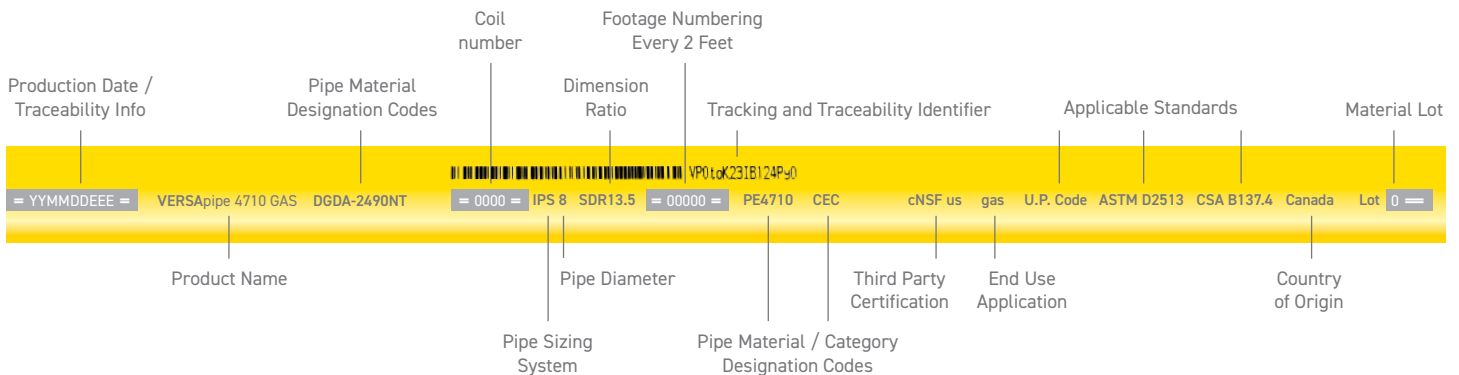 Coil
number
Footage Numbering
Every 2 Feet
Production Date /
Traceability Info
Pipe Material
Designation Codes
Dimension
Ratio
Tracking and Traceability Identifier
Applicable Standards
Material Lot
VP0toK23IB124Py0
= YYMMDDEEE = VERSApipe 4710 GAS DGDA-2490NT = 0000 = IPS 8 SDR13.5 = 00000 = PE4710 CEC cNSF us gas U.P. Code ASTM D2513 CSA B137.4 Canada Lot 0 ==
Product Name
Pipe Diameter
Third Party
Certification
End Use
Application
Country
of Origin
Pipe Sizing
System
Pipe Material / Category
Designation Codes